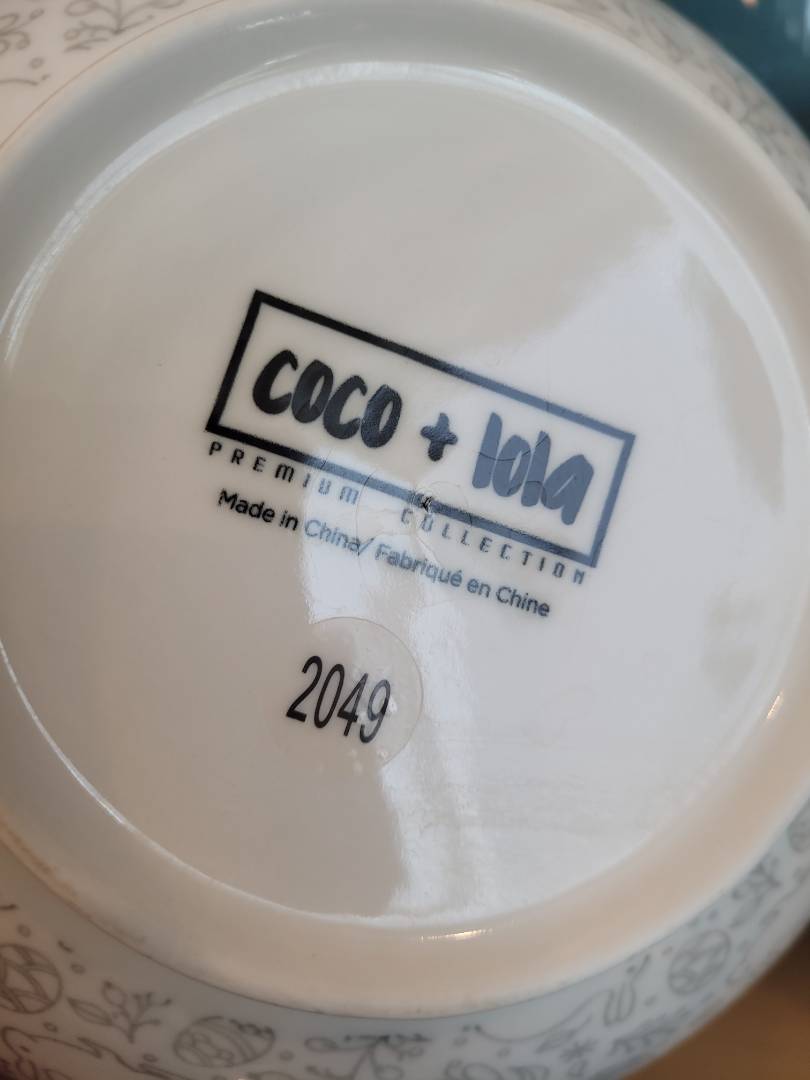 coco + lola
PREMIUM COLLECTION
Made in China/ Fabriqué en Chine
2049